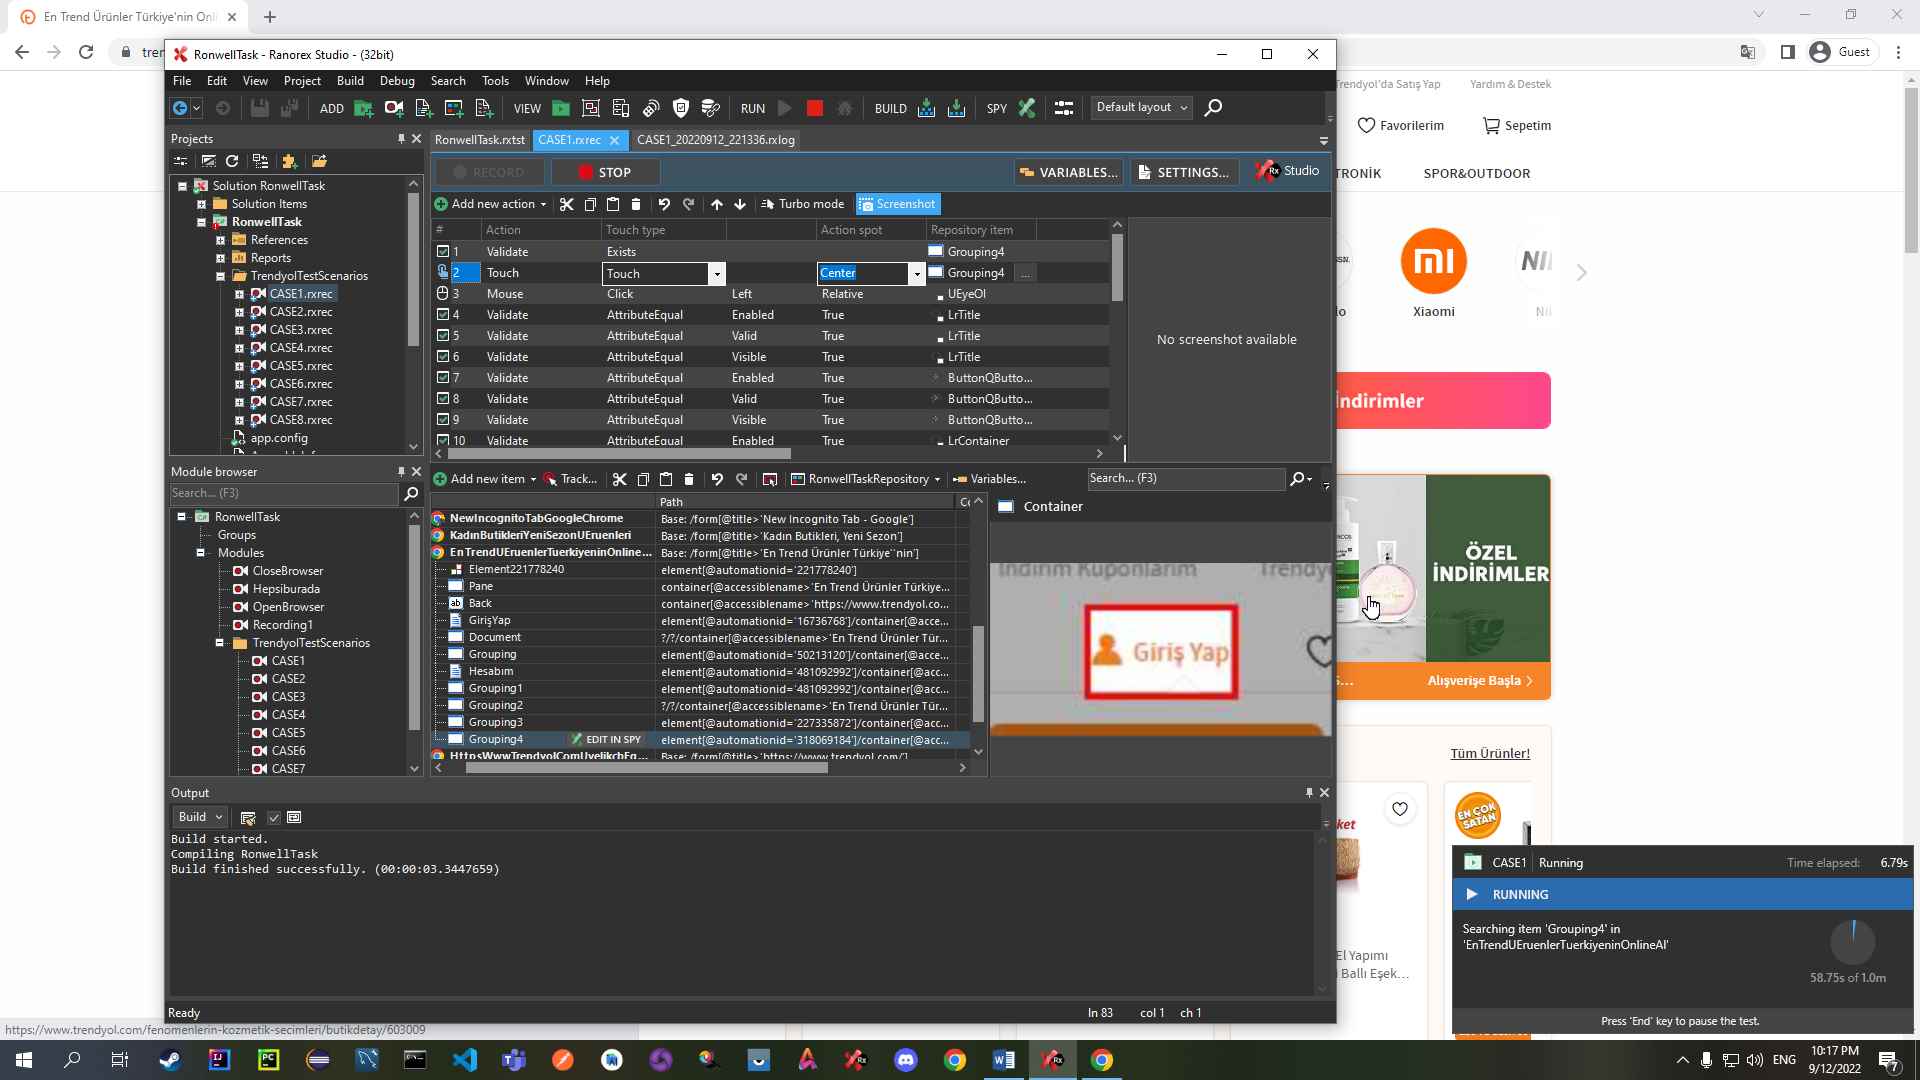 En Trend Ürünler Türkiye'nin Onli
Guest
RonwellTask - Ranorex Studio - (32bit)
File Edit View Project Build Debug Search Tools Window Help
ADD VIEW RUN BUILD SPY Default layout
Trendyol'da Satış Yap Yardım & Destek
Favorilerim Sepetim
TRONİK SPOR&OUTDOOR
Projects
Solution RonwellTask
Solution Items
RonwellTask
References
Reports
TrendyolTestScenarios
CASE1.rxrec
CASE2.rxrec
CASE3.rxrec
CASE4.rxrec
CASE5.rxrec
CASE6.rxrec
CASE7.rxrec
CASE8.rxrec
app.config
RonwellTask.rxtst CASE1.rxrec CASE1_20220912_221336.rxlog
RECORD STOP VARIABLES... SETTINGS... Rx Studio
Add new action Turbo mode Screenshot
# Action Touch type Action spot Repository item
1 Validate Exists Grouping4
2 Touch Touch Center Grouping4 ...
3 Mouse Click Left Relative UEyeOl
4 Validate AttributeEqual Enabled True LrTitle
5 Validate AttributeEqual Valid True LrTitle
6 Validate AttributeEqual Visible True LrTitle
7 Validate AttributeEqual Enabled True ButtonQButto...
8 Validate AttributeEqual Valid True ButtonQButto...
9 Validate AttributeEqual Visible True ButtonQButto...
10 Validate AttributeEqual Enabled True LrContainer
No screenshot available
Module browser
Search... (F3)
RonwellTask
Groups
Modules
CloseBrowser
Hepsiburada
OpenBrowser
Recording1
TrendyolTestScenarios
CASE1
CASE2
CASE3
CASE4
CASE5
CASE6
CASE7
Add new item Track... RonwellTaskRepository Variables... Search... (F3)
Path
NewIncognitoTabGoogleChrome Base: /form[@title>'New Incognito Tab - Google']
KadınButikleriYeniSezonUEruenleri Base: /form[@title>'Kadın Butikleri, Yeni Sezon']
EnTrendUEruenlerTuerkiyeninOnline... Base: /form[@title>'En Trend Ürünler Türkiye''nin']
Element221778240 element[@automationid='221778240']
Pane container[@accessiblename>'En Trend Ürünler Türkiye...
Back container[@accessiblename>'https://www.trendyol.co...
GirişYap element[@automationid='16736768']/container[@acce...
Document ?/?/container[@accessiblename>'En Trend Ürünler Tür...
Grouping element[@automationid='50213120']/container[@acce...
Hesabım element[@automationid='481092992']/container[@acc...
Grouping1 element[@automationid='481092992']/container[@acc...
Grouping2 ?/?/container[@accessiblename>'En Trend Ürünler Tür...
Grouping3 element[@automationid='227335872']/container[@acc...
Grouping4 EDIT IN SPY element[@automationid='318069184']/container[@acc...
Container
İndirim Kuponlarım Trendyo
Giriş Yap
Output
Build
Build started.
Compiling RonwellTask
Build finished successfully. (00:00:03.3447659)
Ready Ln 83 col 1 ch 1
Xiaomi
indirimler
ÖZEL
İNDİRİMLER
Alışverişe Başla
Tüm Ürünler!
EN ÇOK
SATAN
El Yapımı
Ballı Eşek...
CASE1 Running Time elapsed: 6.79s
RUNNING
Searching item 'Grouping4' in
'EnTrendUEruenlerTuerkiyeninOnlineAl'
58.75s of 1.0m
Press 'End' key to pause the test.
https://www.trendyol.com/fenomenlerin-kozmetik-secimleri/butikdetay/603009
ENG 10:17 PM
9/12/2022
7